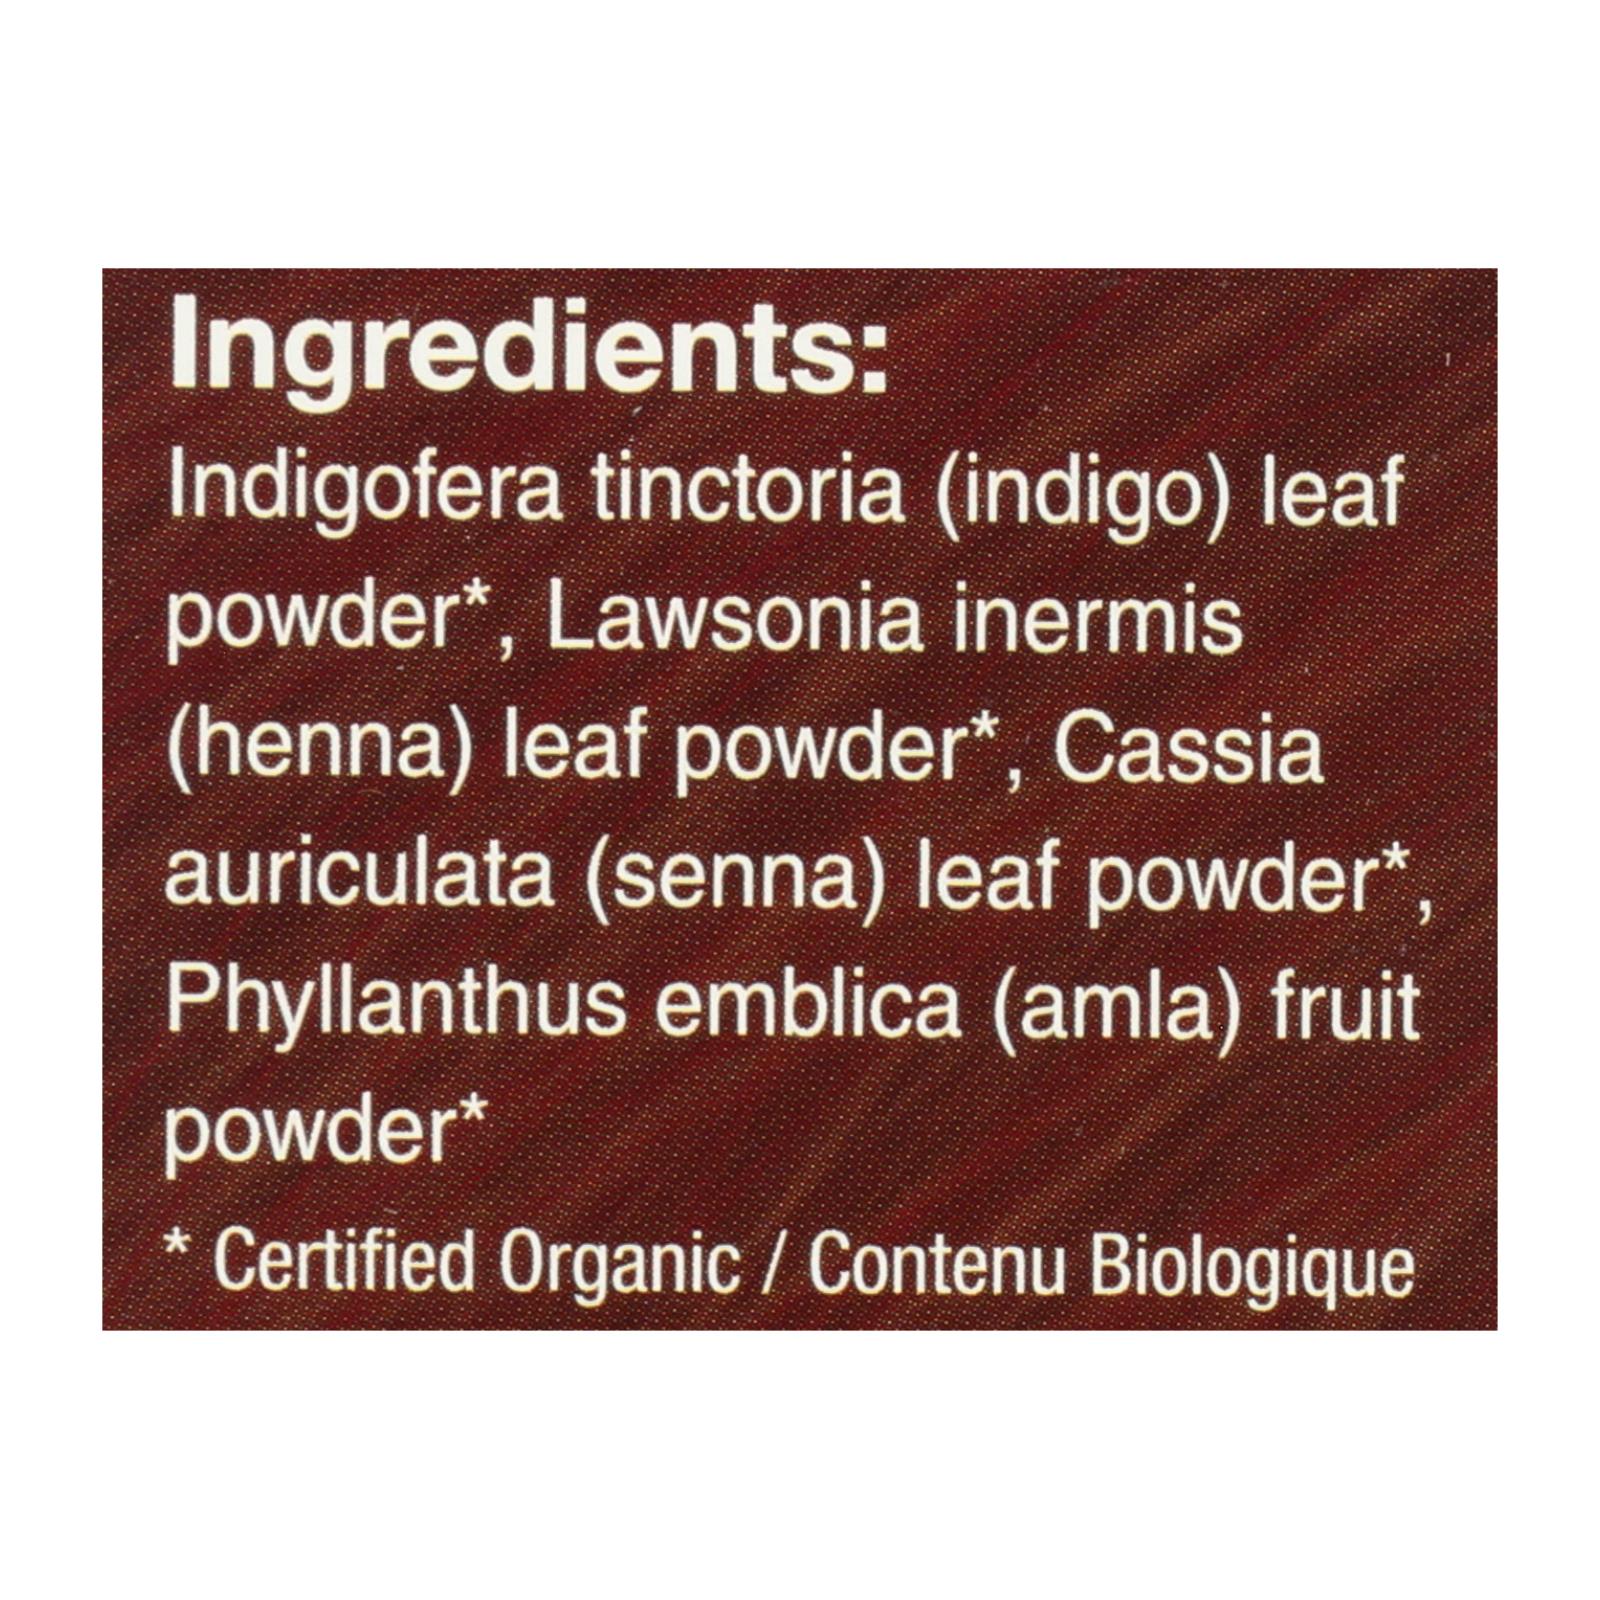 Ingredients:
Indigofera tinctoria (indigo) leaf
powder*, Lawsonia inermis
(henna) leaf powder*, Cassia
auriculata (senna) leaf powder*,
Phyllanthus emblica (amla) fruit
powder*
* Certified Organic / Contenu Biologique